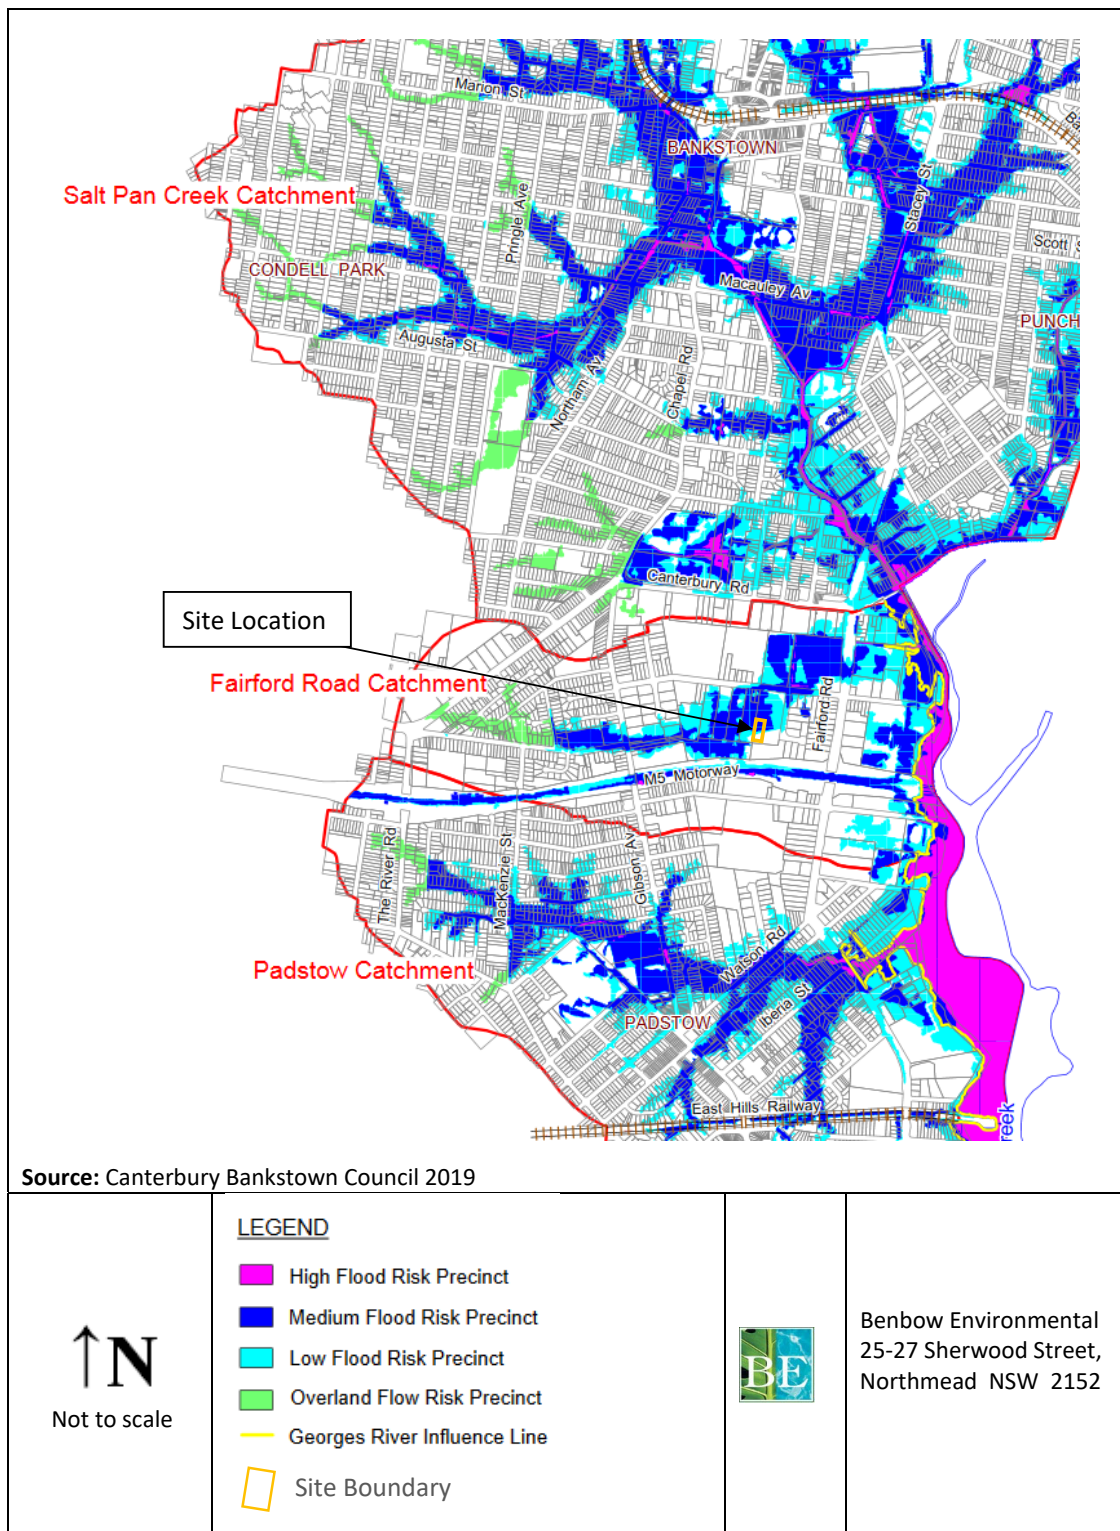 Marion St
BANKSTOWN
Salt Pan Creek Catchment
Pringle Ave
Stacey St
Scott
CONDELL PARK
Macauley Av
PUNCH
Augusta St
Northam Av
Chapel Rd
Canterbury Rd
Site Location
Fairford Road Catchment
Fairford Rd
M5 Motorway
The River Rd
MacKenzie St
Gibson Av
Padstow Catchment
Watson Rd
Iberia St
PADSTOW
East Hills Railway
reek
Source: Canterbury Bankstown Council 2019
↑N
Not to scale
LEGEND
High Flood Risk Precinct
Medium Flood Risk Precinct
Low Flood Risk Precinct
Overland Flow Risk Precinct
Georges River Influence Line
Site Boundary
BE
Benbow Environmental
25-27 Sherwood Street,
Northmead NSW 2152